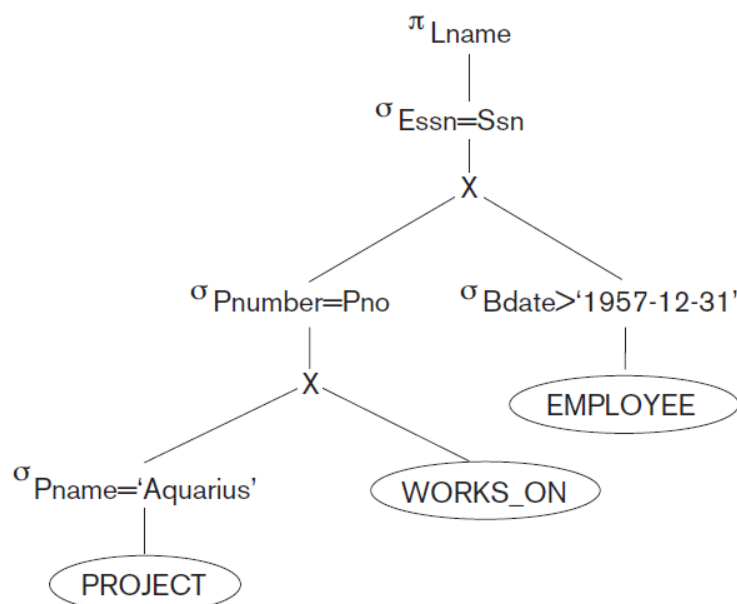 π Lname
σ Essn=Ssn
X
σ Pnumber=Pno
σ Bdate>‘1957-12-31’
X
EMPLOYEE
σ Pname=‘Aquarius’
WORKS_ON
PROJECT